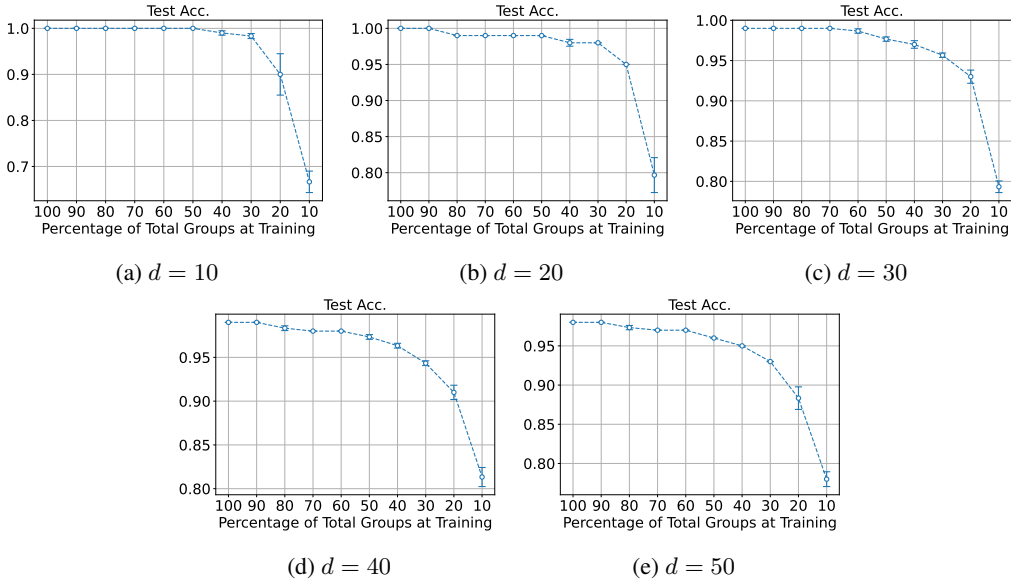 Test Acc.
1.0
0.9
0.8
0.7
100 90 80 70 60 50 40 30 20 10
Percentage of Total Groups at Training
(a) d = 10
Test Acc.
1.00
0.95
0.90
0.85
0.80
100 90 80 70 60 50 40 30 20 10
Percentage of Total Groups at Training
(b) d = 20
Test Acc.
1.00
0.95
0.90
0.85
0.80
100 90 80 70 60 50 40 30 20 10
Percentage of Total Groups at Training
(c) d = 30
Test Acc.
0.95
0.90
0.85
0.80
100 90 80 70 60 50 40 30 20 10
Percentage of Total Groups at Training
(d) d = 40
Test Acc.
0.95
0.90
0.85
0.80
100 90 80 70 60 50 40 30 20 10
Percentage of Total Groups at Training
(e) d = 50